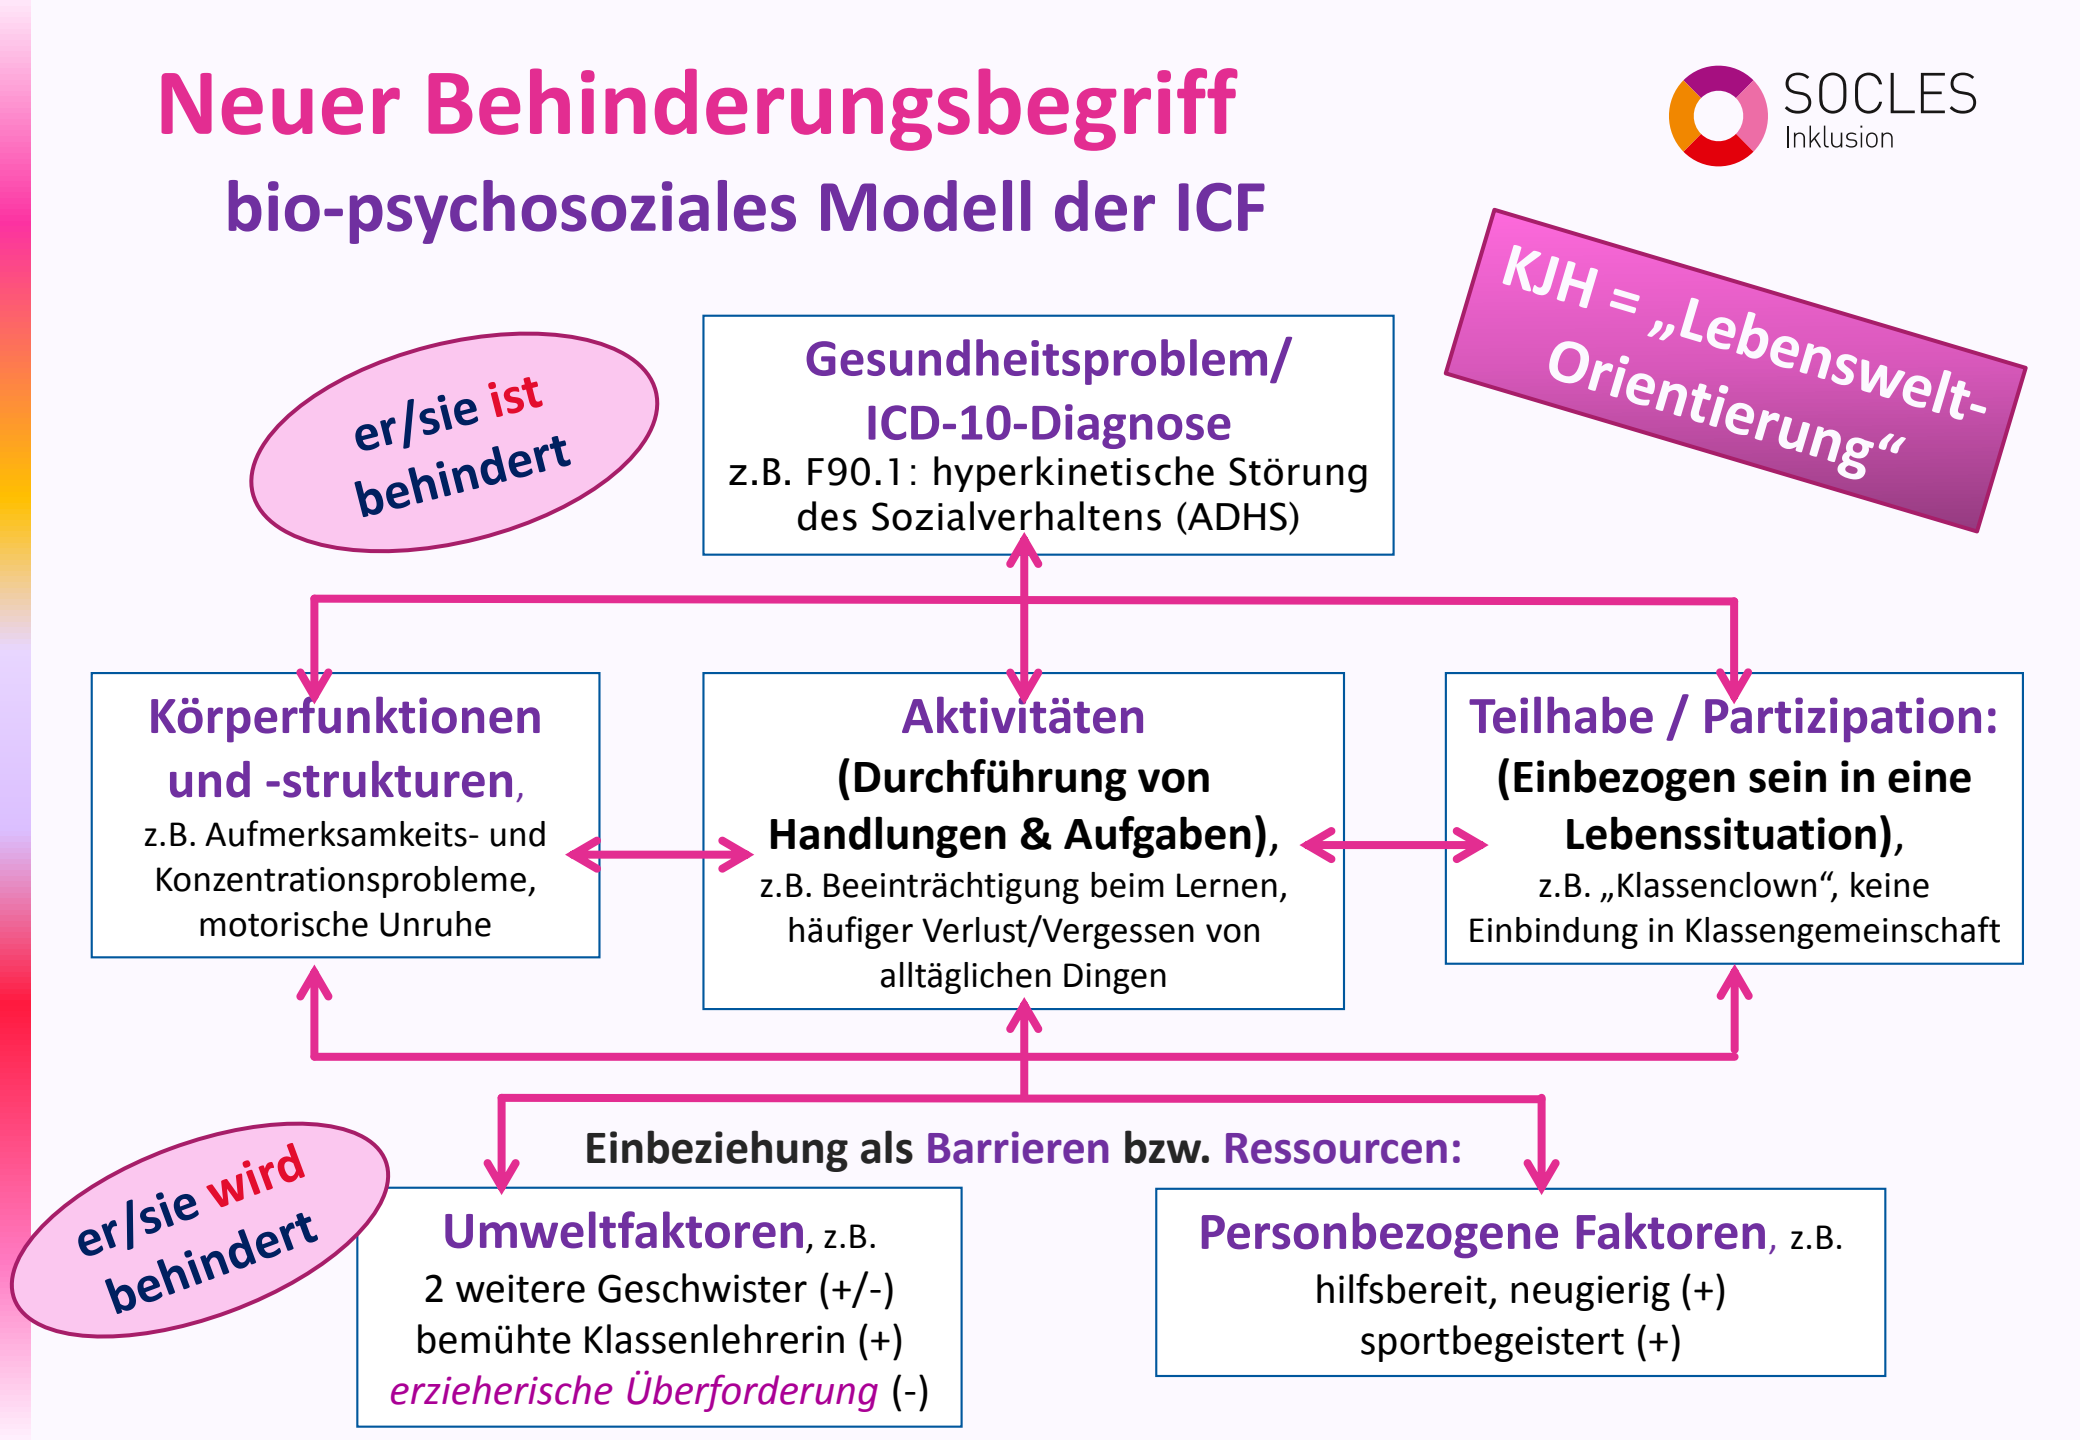 Neuer Behinderungsbegriff
bio-psychosoziales Modell der ICF
SOCLES
Inklusion
KJH = „Lebenswelt-
Orientierung“
er/sie ist
behindert
Gesundheitsproblem/
ICD-10-Diagnose
z.B. F90.1: hyperkinetische Störung
des Sozialverhaltens (ADHS)
Körperfunktionen
und -strukturen,
z.B. Aufmerksamkeits- und
Konzentrationsprobleme,
motorische Unruhe
Aktivitäten
(Durchführung von
Handlungen & Aufgaben),
z.B. Beeinträchtigung beim Lernen,
häufiger Verlust/Vergessen von
alltäglichen Dingen
Teilhabe / Partizipation:
(Einbezogen sein in eine
Lebenssituation),
z.B. „Klassenclown“, keine
Einbindung in Klassengemeinschaft
Einbeziehung als Barrieren bzw. Ressourcen:
er/sie wird
behindert
Umweltfaktoren, z.B.
2 weitere Geschwister (+/-)
bemühte Klassenlehrerin (+)
erzieherische Überforderung (-)
Personbezogene Faktoren, z.B.
hilfsbereit, neugierig (+)
sportbegeistert (+)